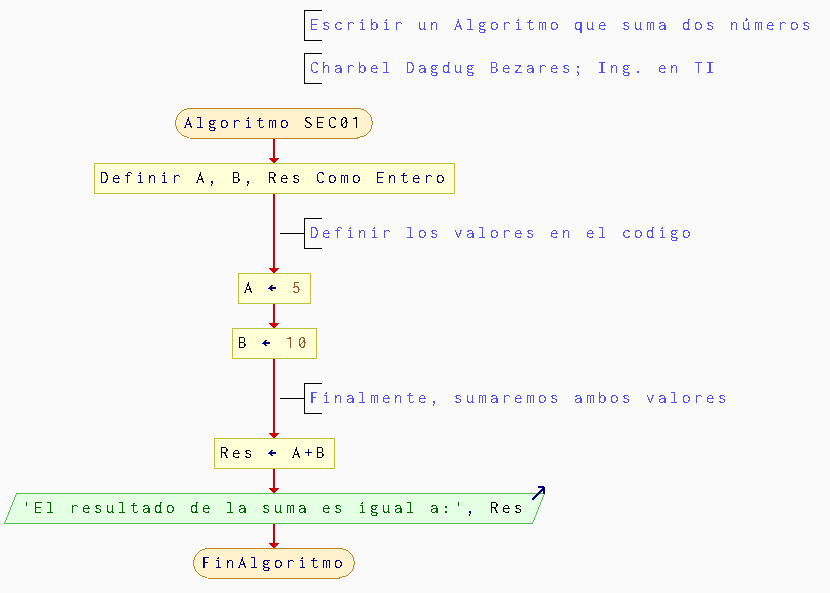 Escribir un Algoritmo que suma dos números
Charbel Dagdug Bezares; Ing. en TI
Algoritmo SEC01
Definir A, B, Res Como Entero
Definir los valores en el codigo
A ← 5
B ← 10
Finalmente, sumaremos ambos valores
Res ← A+B
'El resultado de la suma es igual a:', Res
FinAlgoritmo